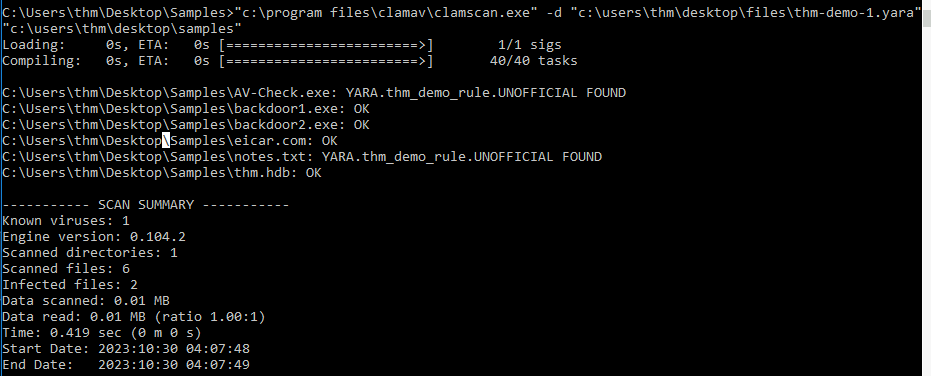 C:\Users\thm\Desktop\Samples>"c:\program files\clamav\clamscan.exe" -d "c:\users\thm\desktop\files\thm-demo-1.yara"
"c:\users\thm\desktop\samples"
Loading:     0s, ETA:   0s [========================>]        1/1 sigs
Compiling:   0s, ETA:   0s [========================>]       40/40 tasks

C:\Users\thm\Desktop\Samples\AV-Check.exe: YARA.thm_demo_rule.UNOFFICIAL FOUND
C:\Users\thm\Desktop\Samples\backdoor1.exe: OK
C:\Users\thm\Desktop\Samples\backdoor2.exe: OK
C:\Users\thm\Desktop\Samples\eicar.com: OK
C:\Users\thm\Desktop\Samples\notes.txt: YARA.thm_demo_rule.UNOFFICIAL FOUND
C:\Users\thm\Desktop\Samples\thm.hdb: OK

----------- SCAN SUMMARY -----------
Known viruses: 1
Engine version: 0.104.2
Scanned directories: 1
Scanned files: 6
Infected files: 2
Data scanned: 0.01 MB
Data read: 0.01 MB (ratio 1.00:1)
Time: 0.419 sec (0 m 0 s)
Start Date: 2023:10:30 04:07:48
End Date:   2023:10:30 04:07:49